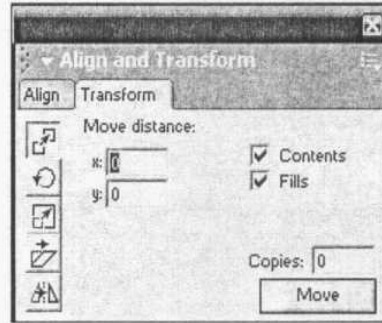 Align and Transform
Align Transform
Move distance:
x: 0
y: 0
Contents
Fills
Copies: 0
Move